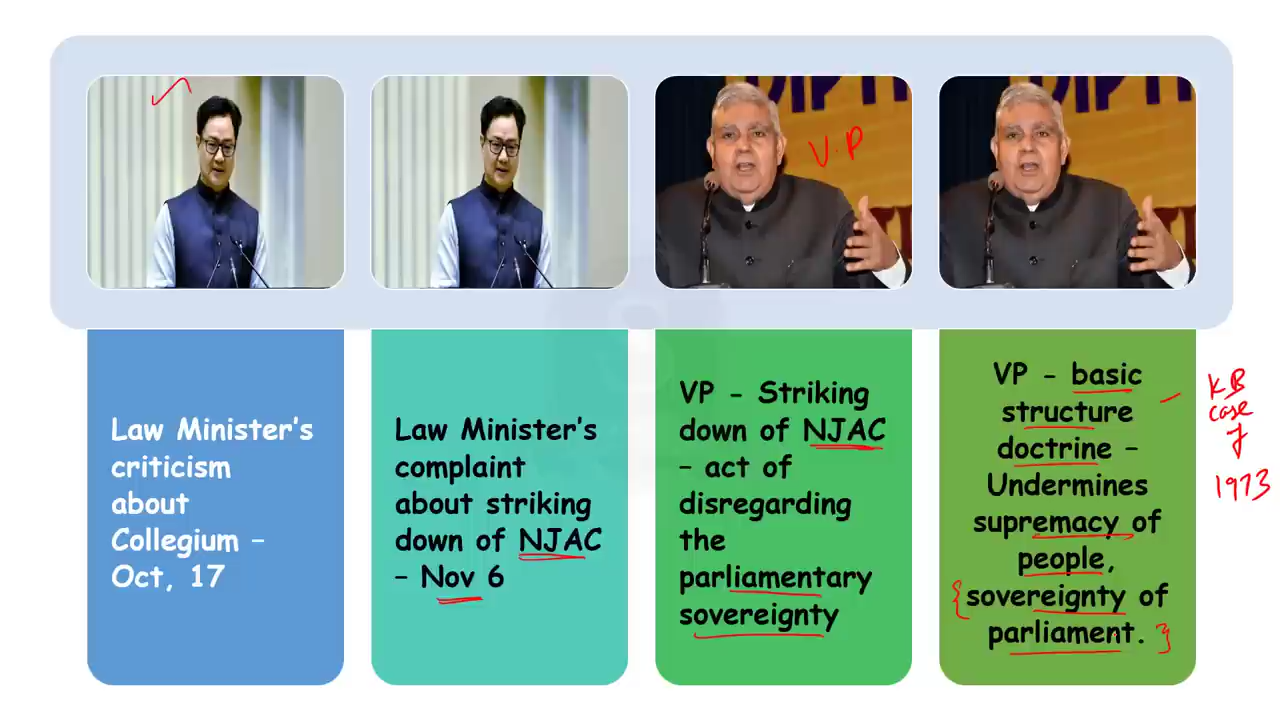 DIPT
V.P
DIPT
Law Minister's
criticism
about
Collegium –
Oct, 17
Law Minister's
complaint
about striking
down of NJAC
– Nov 6
VP – Striking
down of NJAC
– act of
disregarding
the
parliamentary
sovereignty
VP – basic
structure
doctrine –
Undermines
supremacy of
people,
sovereignty of
parliament.
KB
case
1973